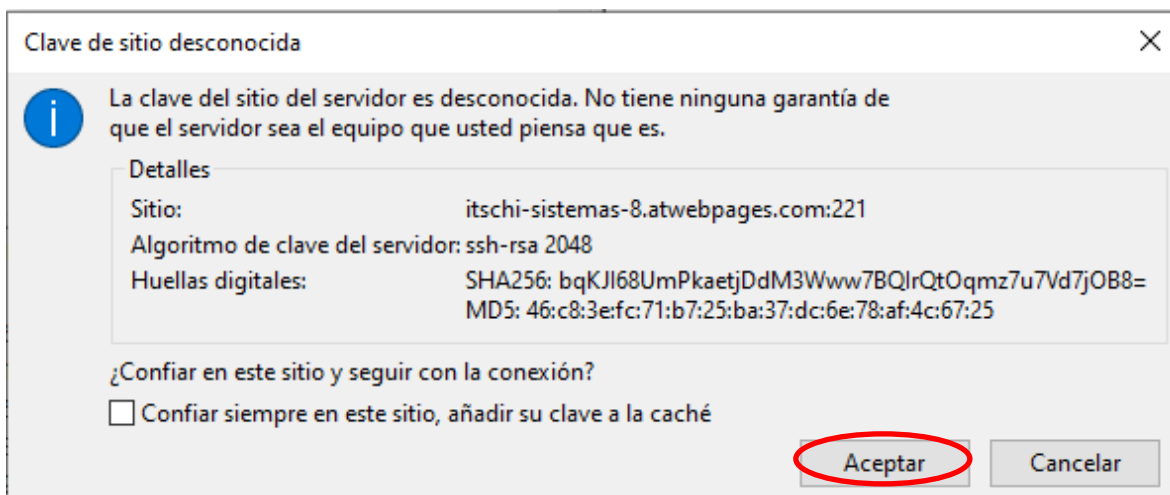 Clave de sitio desconocida
La clave del sitio del servidor es desconocida. No tiene ninguna garantía de
que el servidor sea el equipo que usted piensa que es.
Detalles
Sitio: itschi-sistemas-8.atwebpages.com:221
Algoritmo de clave del servidor: ssh-rsa 2048
Huellas digitales: SHA256: bqKJI68UmPkaetjDdM3Www7BQIrQtOqmz7u7Vd7jOB8=
MD5: 46:c8:3e:fc:71:b7:25:ba:37:dc:6e:78:af:4c:67:25
¿Confiar en este sitio y seguir con la conexión?
Confiar siempre en este sitio, añadir su clave a la caché
Aceptar Cancelar